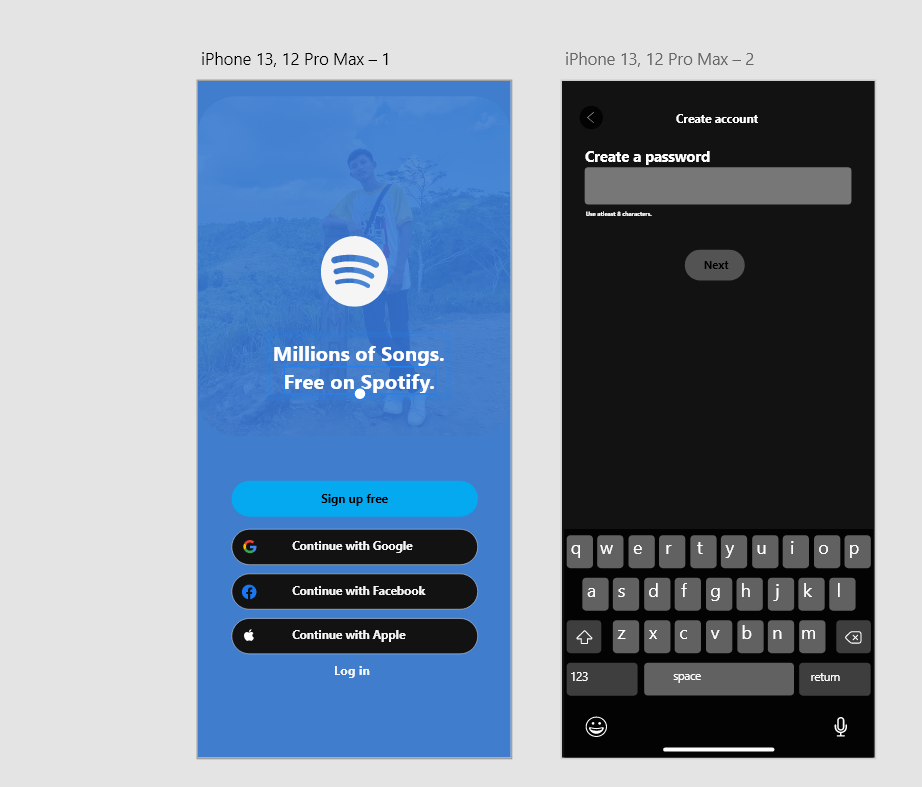 iPhone 13, 12 Pro Max – 1
Millions of Songs.
Free on Spotify.
Sign up free
Continue with Google
Continue with Facebook
Continue with Apple
Log in
iPhone 13, 12 Pro Max – 2
Create account
Create a password
Use atleast 8 characters.
Next
q w e r t y u i o p
a s d f g h j k l
z x c v b n m
123 space return